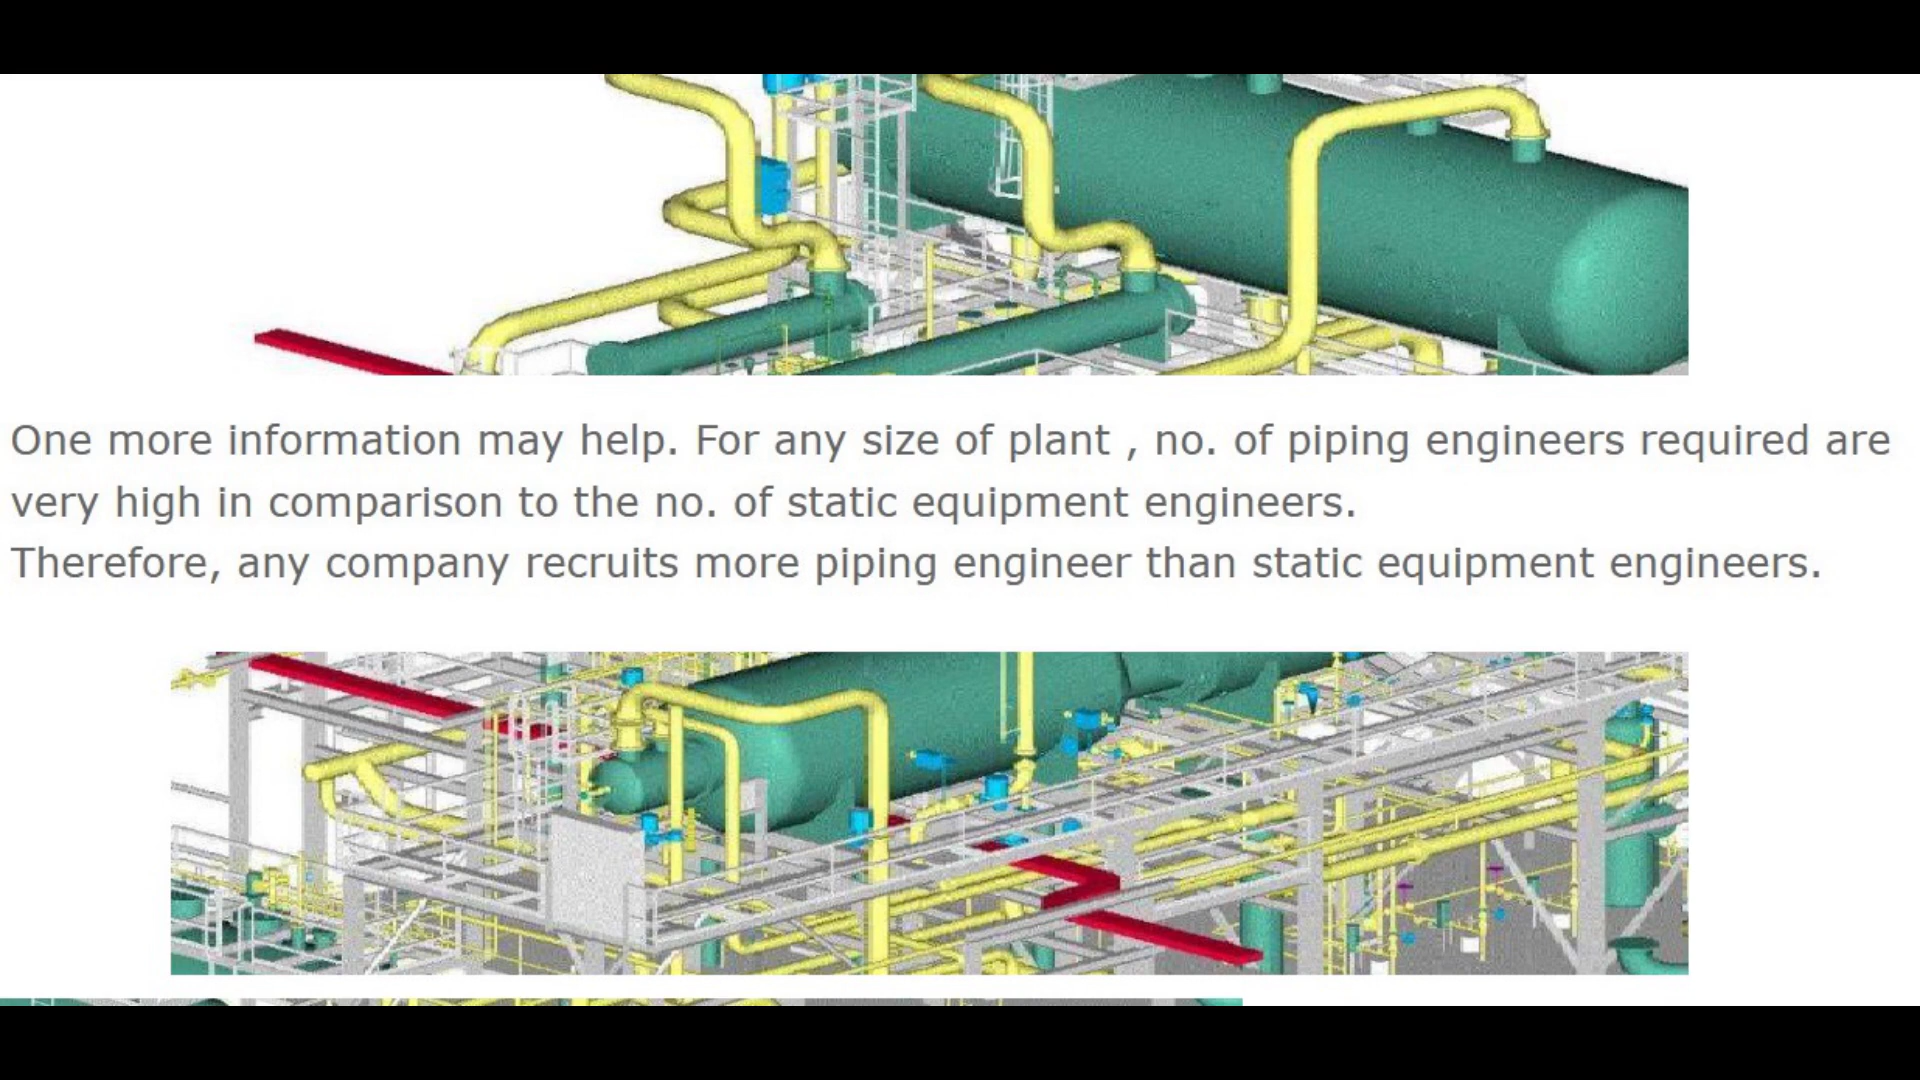 One more information may help. For any size of plant , no. of piping engineers required are
very high in comparison to the no. of static equipment engineers.
Therefore, any company recruits more piping engineer than static equipment engineers.